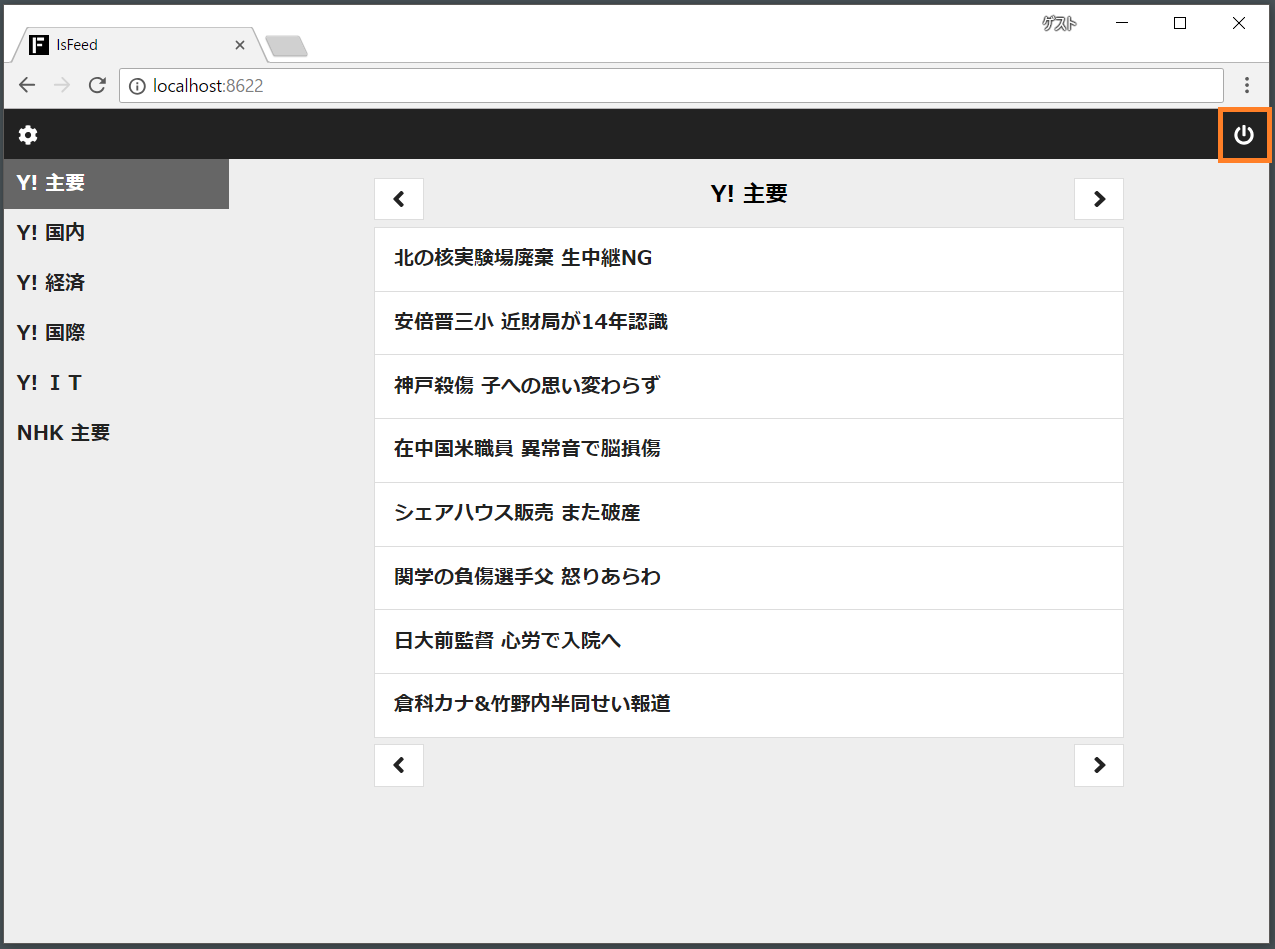 ゲスト
IsFeed
localhost:8622
Y! 主要
Y! 国内
Y! 経済
Y! 国際
Y! ＩＴ
NHK 主要
Y! 主要
北の核実験場廃棄 生中継NG
安倍晋三小 近財局が14年認識
神戸殺傷 子への思い変わらず
在中国米職員 異常音で脳損傷
シェアハウス販売 また破産
関学の負傷選手父 怒りあらわ
日大前監督 心労で入院へ
倉科カナ&竹野内半同せい報道